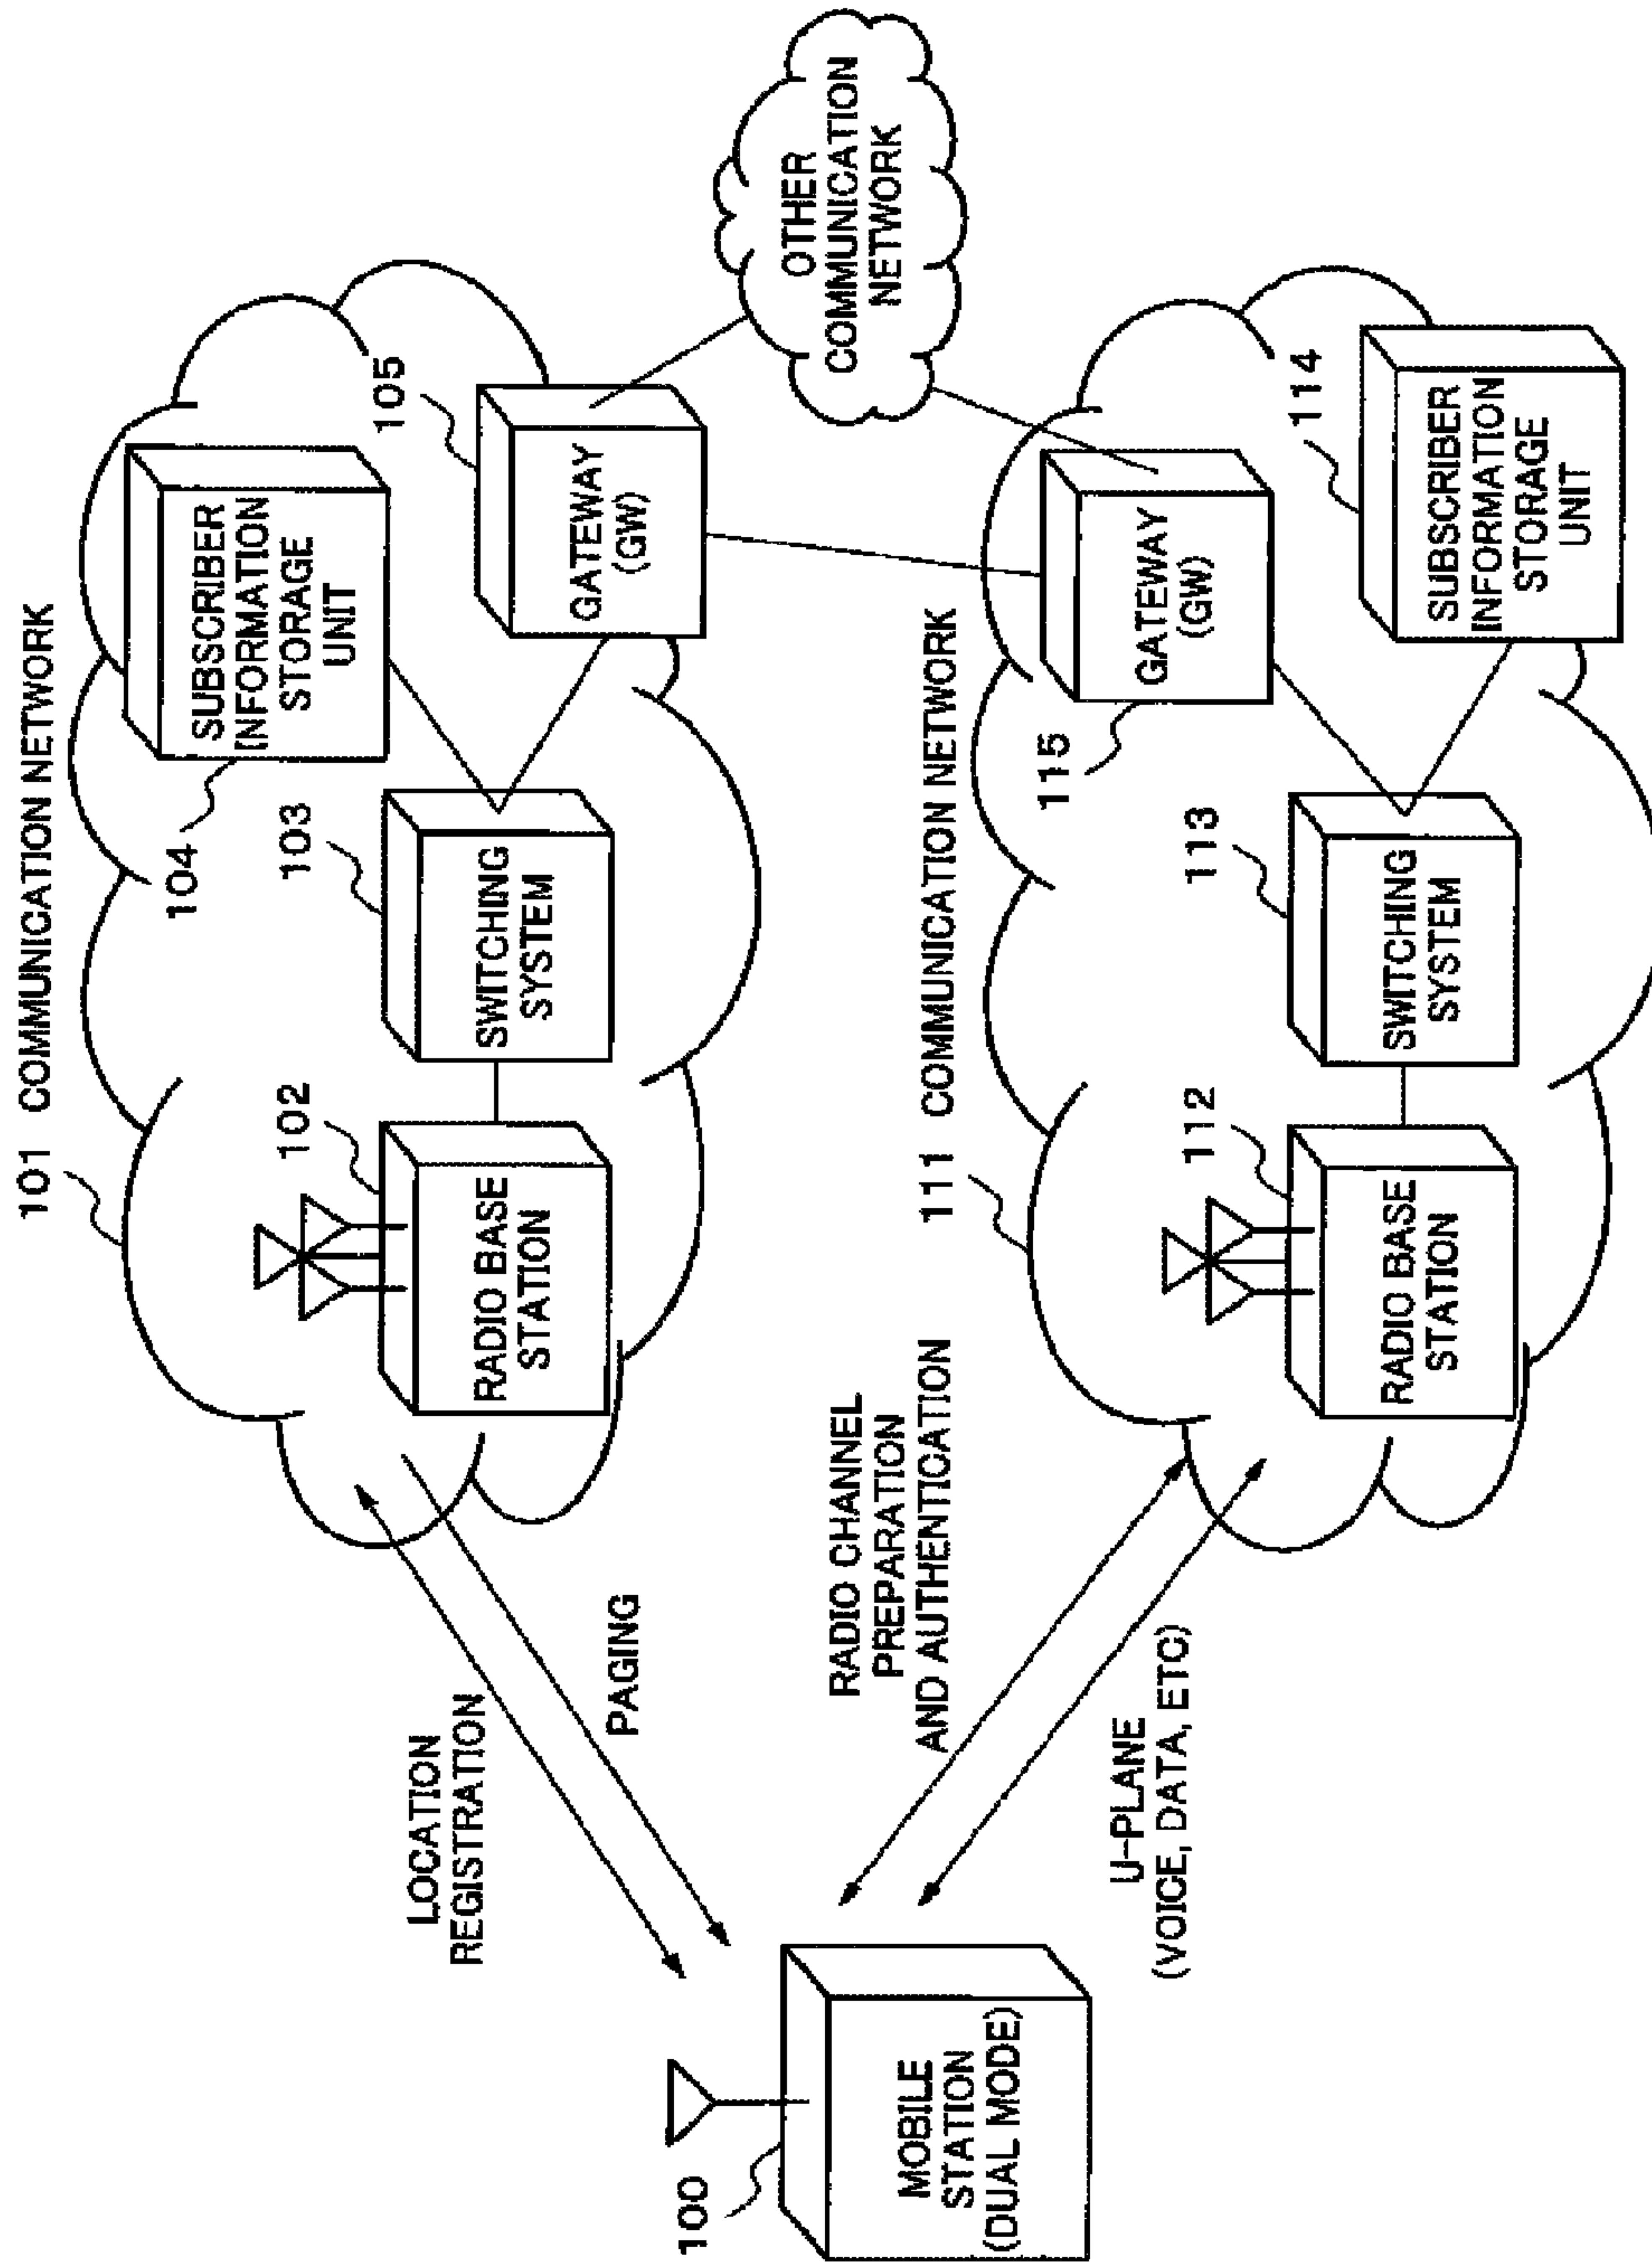 101 COMMUNICATION NETWORK
102
RADIO BASE
STATION
103
SWITCHING
SYSTEM
104
SUBSCRIBER
INFORMATION
STORAGE
UNIT
105
GATEWAY
(GW)
OTHER
COMMUNICATION
NETWORK
LOCATION
REGISTRATION
PAGING
100
MOBILE
STATION
(DUAL MODE)
RADIO CHANNEL
PREPARATION
AND AUTHENTICATION
U-PLANE
(VOICE, DATA, ETC)
111 COMMUNICATION NETWORK
112
RADIO BASE
STATION
113
SWITCHING
SYSTEM
115
GATEWAY
(GW)
114
SUBSCRIBER
INFORMATION
STORAGE
UNIT